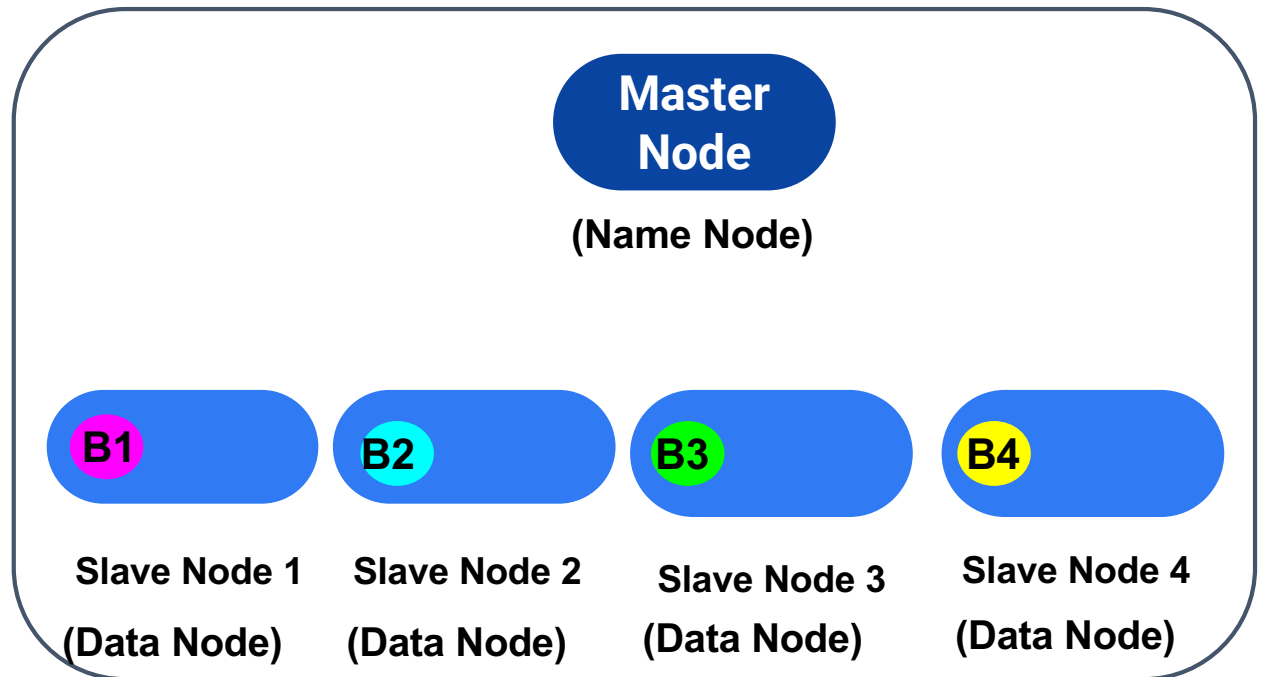 Master
Node
(Name Node)
B1
B2
B3
B4
Slave Node 1
Slave Node 2
Slave Node 3
Slave Node 4
(Data Node)
(Data Node)
(Data Node)
(Data Node)